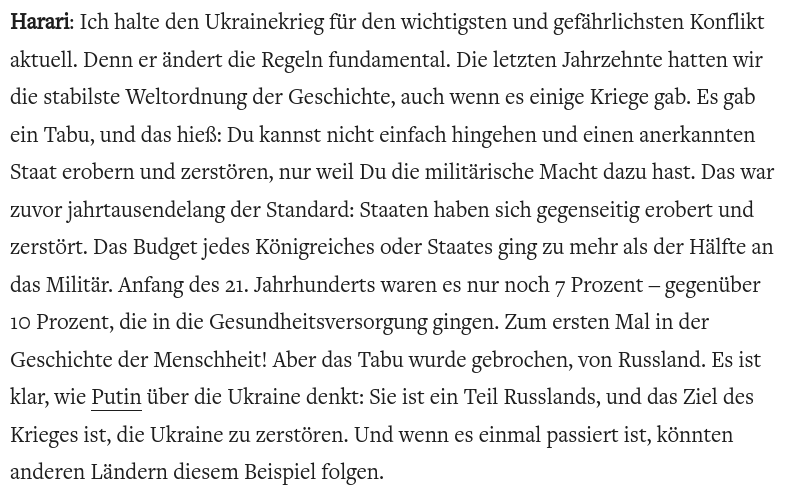 Harari: Ich halte den Ukrainekrieg für den wichtigsten und gefährlichsten Konflikt
aktuell. Denn er ändert die Regeln fundamental. Die letzten Jahrzehnte hatten wir
die stabilste Weltordnung der Geschichte, auch wenn es einige Kriege gab. Es gab
ein Tabu, und das hieß: Du kannst nicht einfach hingehen und einen anerkannten
Staat erobern und zerstören, nur weil Du die militärische Macht dazu hast. Das war
zuvor jahrtausendelang der Standard: Staaten haben sich gegenseitig erobert und
zerstört. Das Budget jedes Königreiches oder Staates ging zu mehr als der Hälfte an
das Militär. Anfang des 21. Jahrhunderts waren es nur noch 7 Prozent – gegenüber
10 Prozent, die in die Gesundheitsversorgung gingen. Zum ersten Mal in der
Geschichte der Menschheit! Aber das Tabu wurde gebrochen, von Russland. Es ist
klar, wie Putin über die Ukraine denkt: Sie ist ein Teil Russlands, und das Ziel des
Krieges ist, die Ukraine zu zerstören. Und wenn es einmal passiert ist, könnten
anderen Ländern diesem Beispiel folgen.